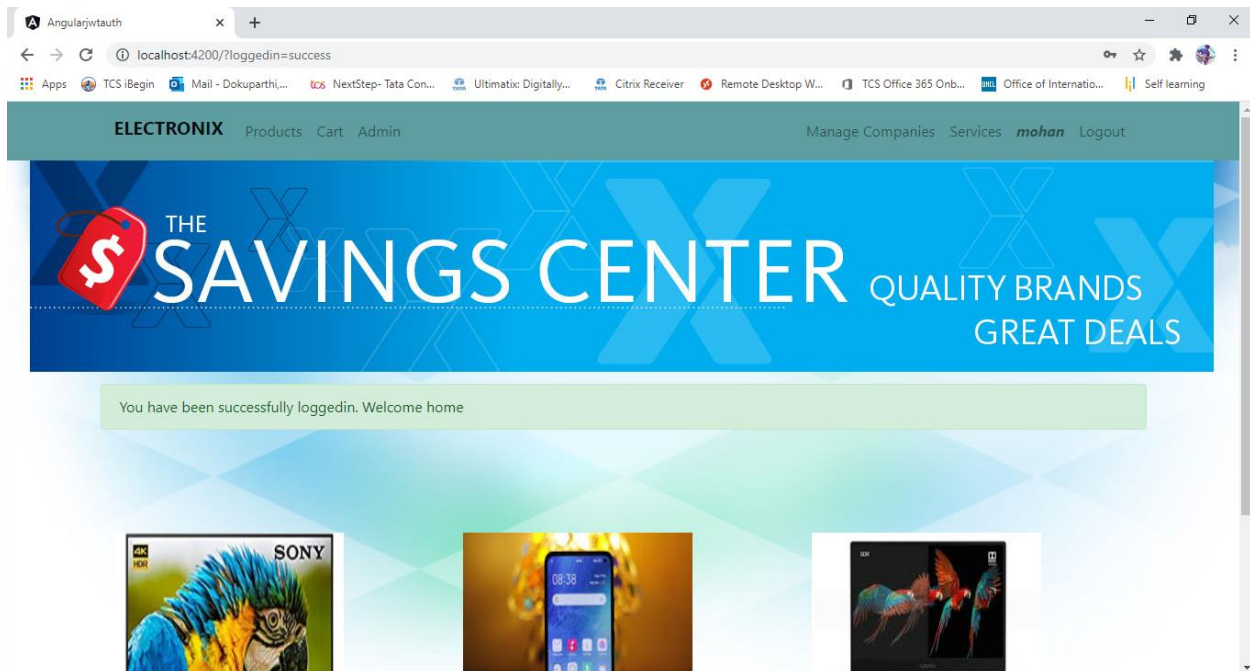 Angularjwtauth
localhost:4200/?loggedin=success
Apps TCS iBegin Mail - Dokuparthi,... tcs NextStep- Tata Con... Ultimatix: Digitally... Citrix Receiver Remote Desktop W... TCS Office 365 Onb... Office of Internatio... Self learning
ELECTRONIX Products Cart Admin Manage Companies Services mohan Logout
THE
SAVINGS CENTER QUALITY BRANDS
GREAT DEALS
$
You have been successfully loggedin. Welcome home
4K
HDR
SONY
08:38
SDR